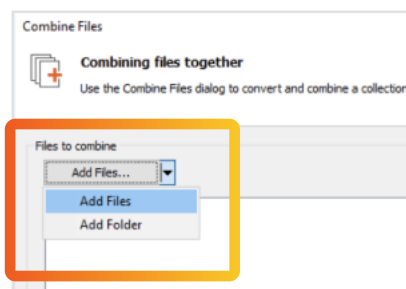 Combine Files
Combining files together
Use the Combine Files dialog to convert and combine a collection
Files to combine
Add Files...
Add Files
Add Folder